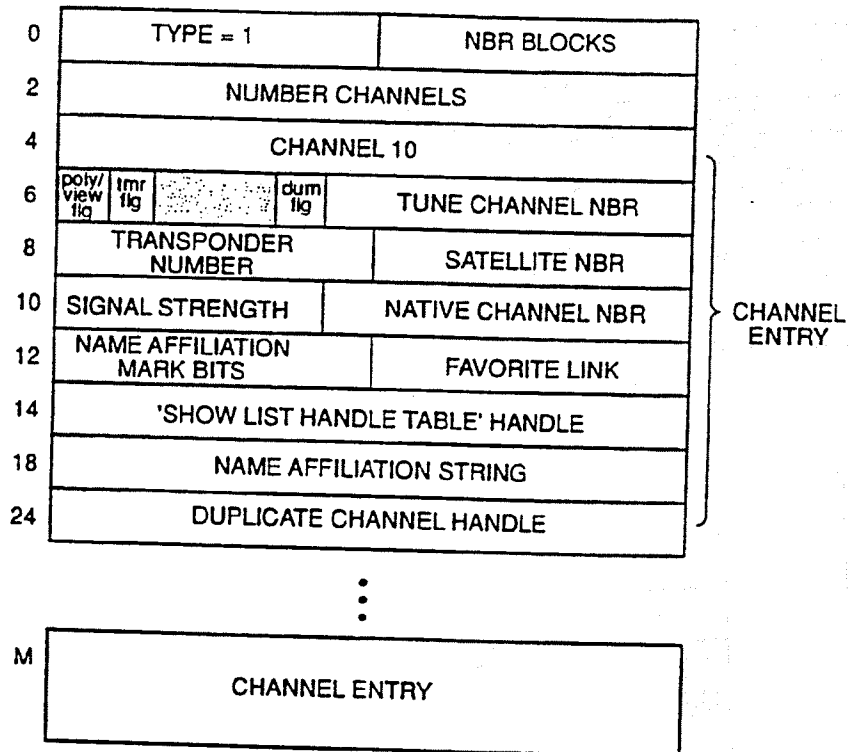 0 TYPE = 1 NBR BLOCKS
2 NUMBER CHANNELS
4 CHANNEL 10
6 poly/ view flg tmr flg dum flg TUNE CHANNEL NBR
8 TRANSPONDER NUMBER SATELLITE NBR
10 SIGNAL STRENGTH NATIVE CHANNEL NBR
CHANNEL ENTRY
12 NAME AFFILIATION MARK BITS FAVORITE LINK
14 'SHOW LIST HANDLE TABLE' HANDLE
18 NAME AFFILIATION STRING
24 DUPLICATE CHANNEL HANDLE
M CHANNEL ENTRY